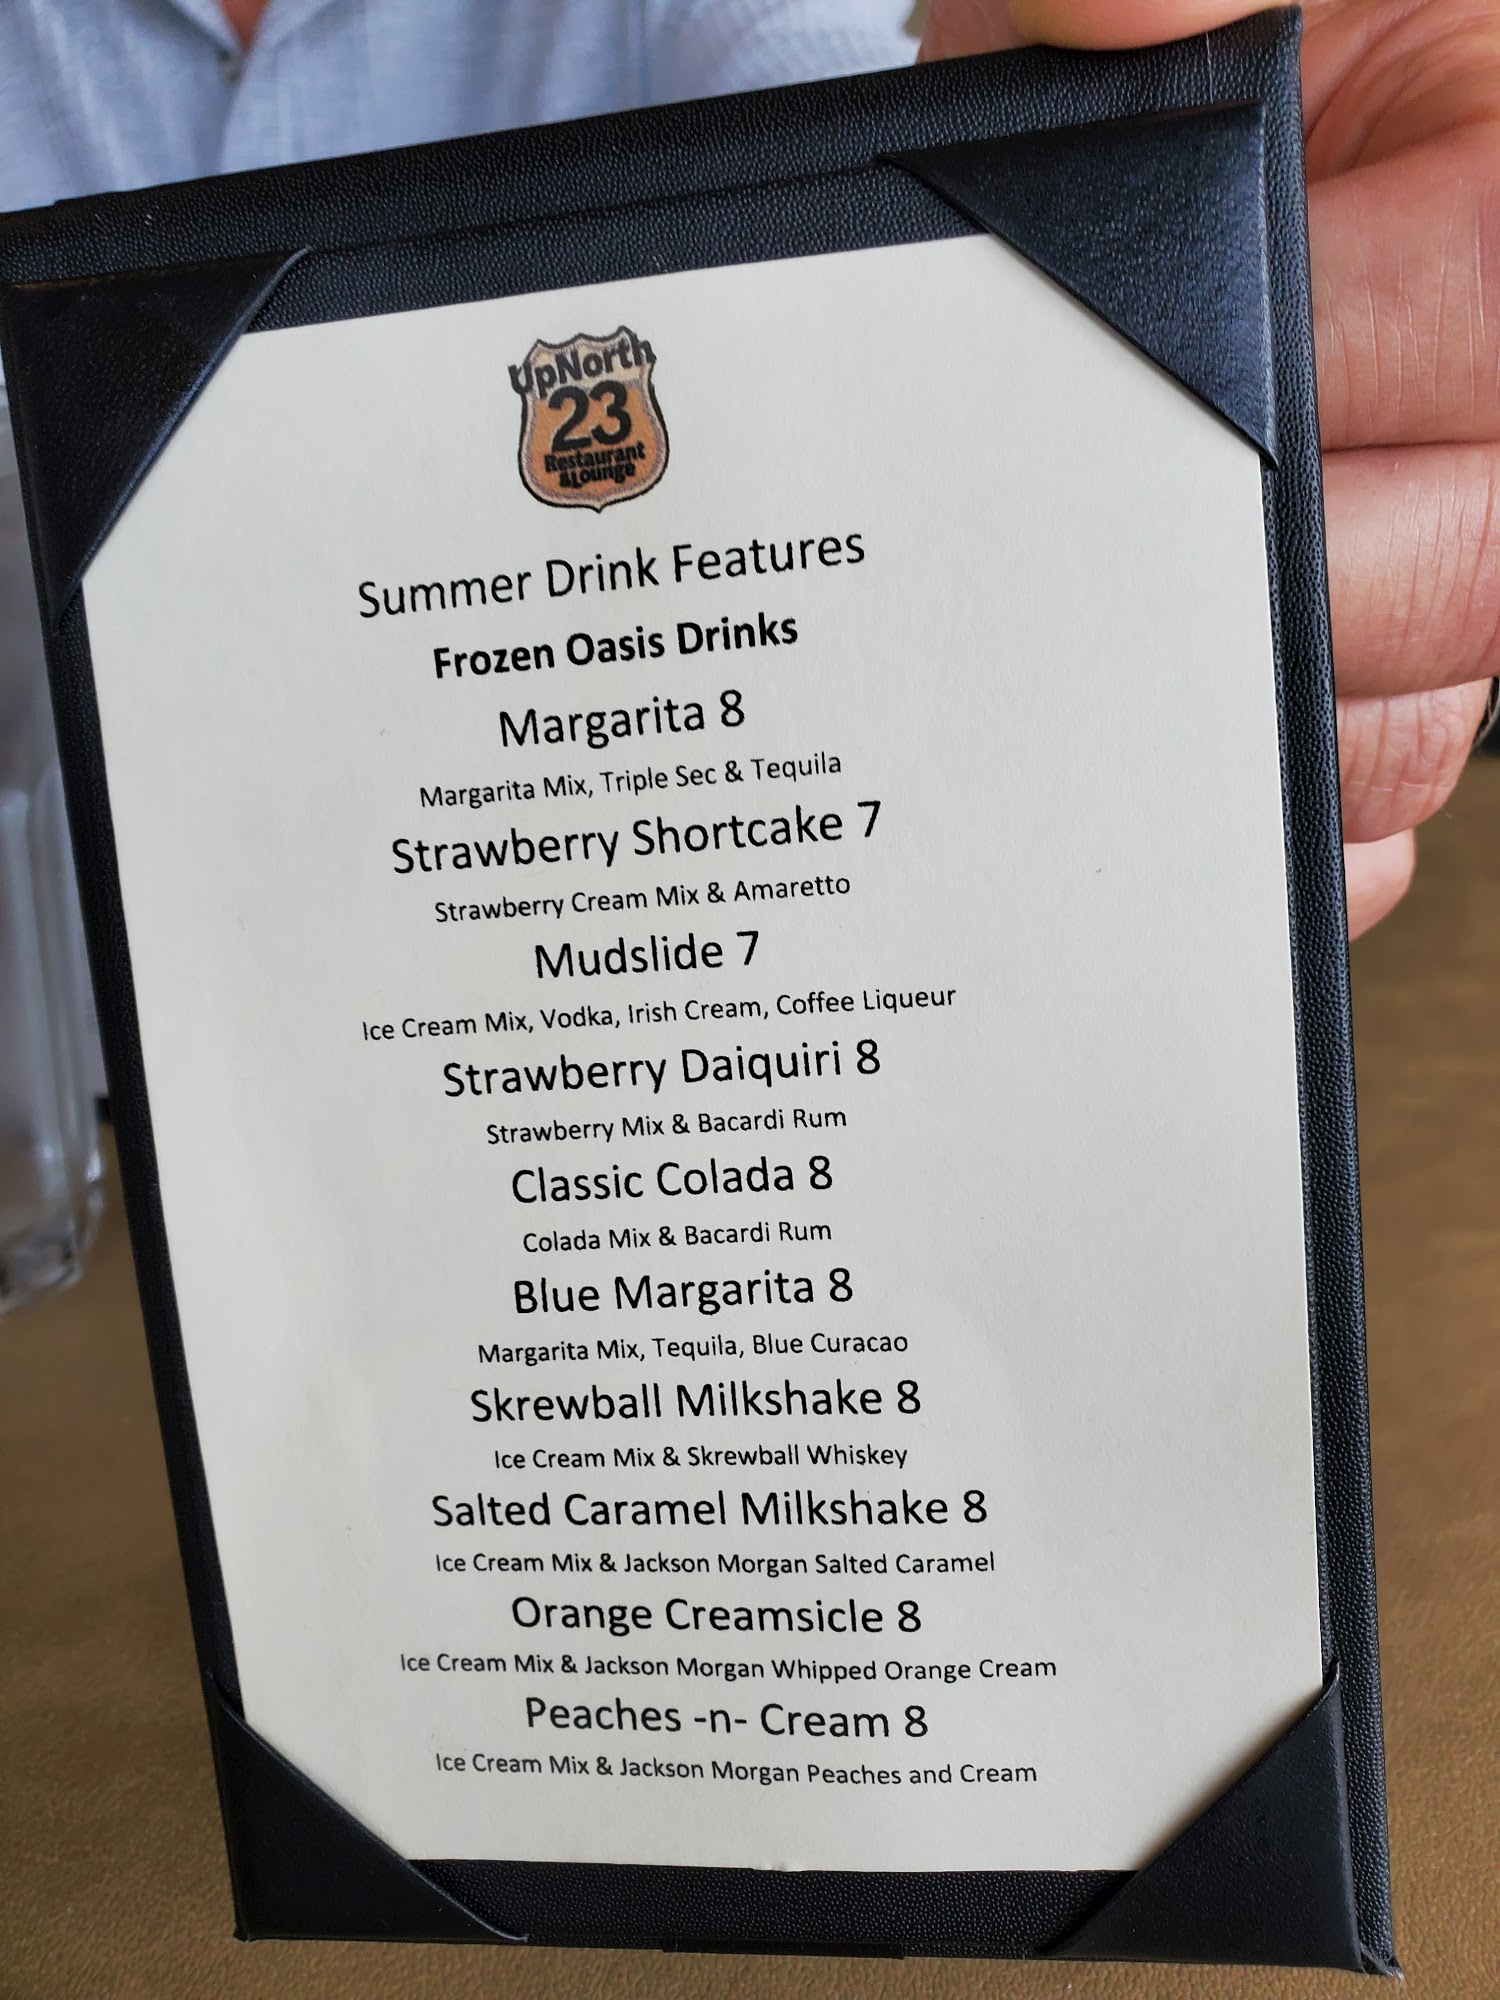 UpNorth
23
Restaurant
&Lounge
Summer Drink Features
Frozen Oasis Drinks
Margarita 8
Margarita Mix, Triple Sec & Tequila
Strawberry Shortcake 7
Strawberry Cream Mix & Amaretto
Mudslide 7
Ice Cream Mix, Vodka, Irish Cream, Coffee Liqueur
Strawberry Daiquiri 8
Strawberry Mix & Bacardi Rum
Classic Colada 8
Colada Mix & Bacardi Rum
Blue Margarita 8
Margarita Mix, Tequila, Blue Curacao
Skrewball Milkshake 8
Ice Cream Mix & Skrewball Whiskey
Salted Caramel Milkshake 8
Ice Cream Mix & Jackson Morgan Salted Caramel
Orange Creamsicle 8
Ice Cream Mix & Jackson Morgan Whipped Orange Cream
Peaches -n- Cream 8
Ice Cream Mix & Jackson Morgan Peaches and Cream